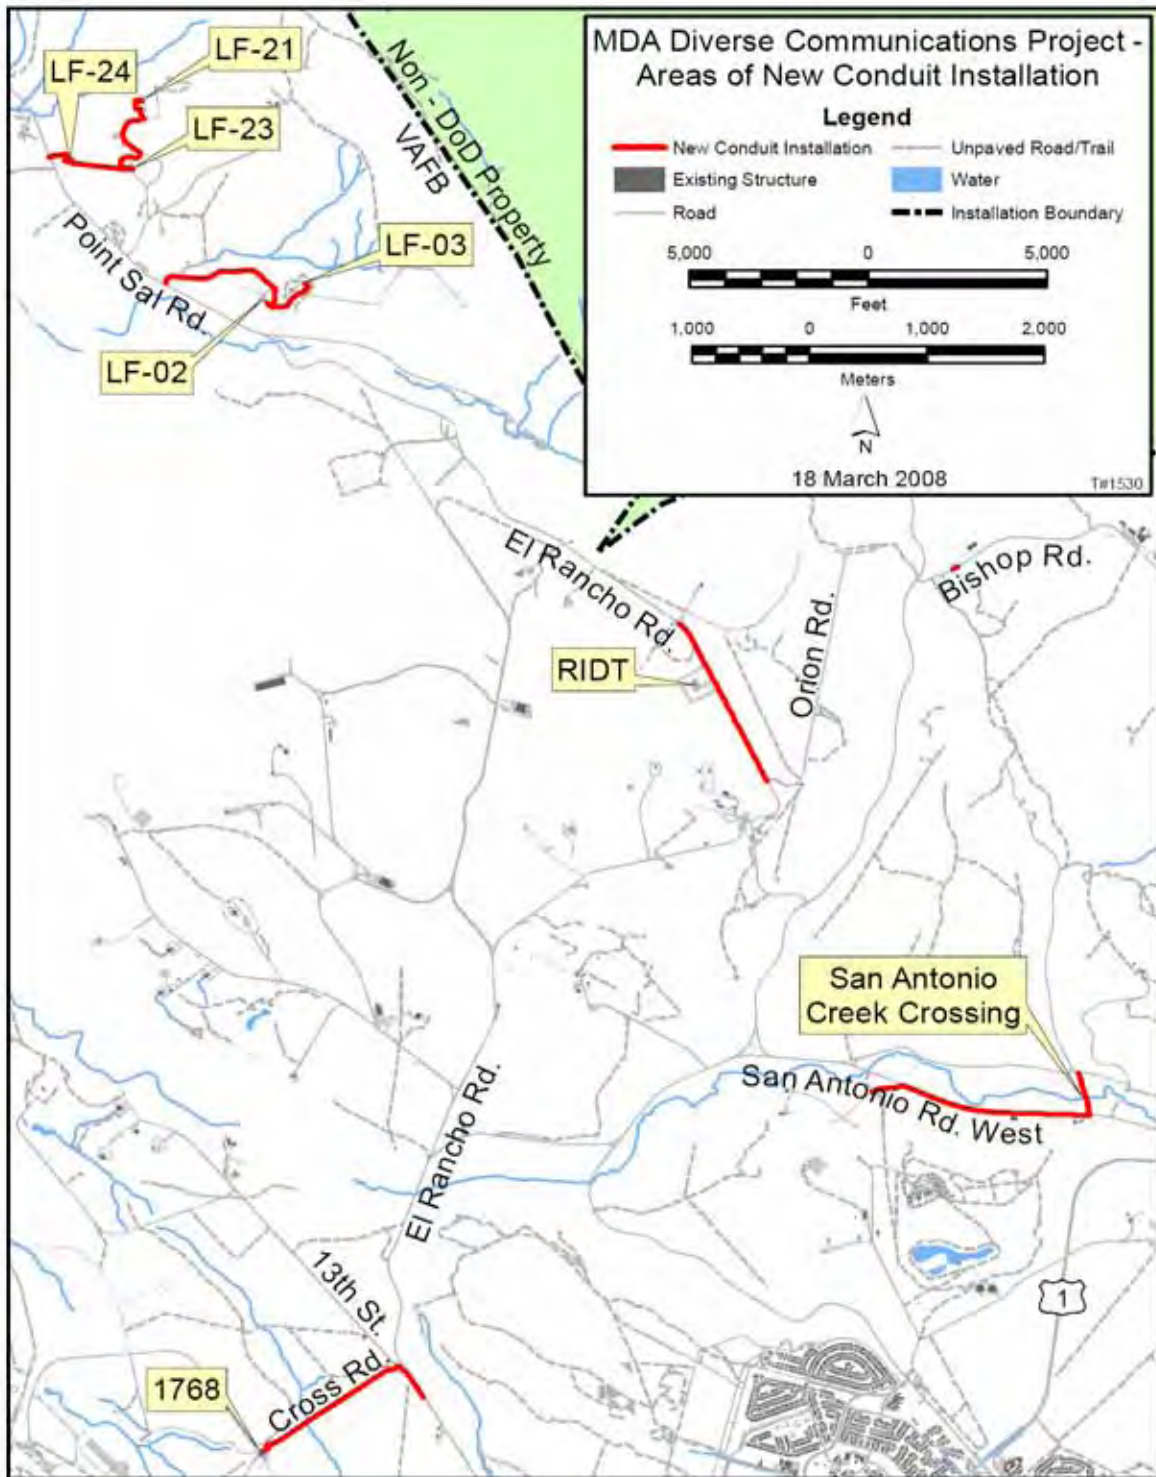 MDA Diverse Communications Project -
Areas of New Conduit Installation
Legend
New Conduit Installation
Unpaved Road/Trail
Existing Structure
Water
Road
Installation Boundary
5,000 0 5,000
Feet
1,000 0 1,000 2,000
Meters
N
18 March 2008
T#1530
LF-21
LF-24
LF-23
Non - DoD Property
VAFB
LF-03
Point Sal Rd.
LF-02
El Rancho Rd.
Bishop Rd.
Orion Rd.
RIDT
San Antonio
Creek Crossing
San Antonio Rd. West
El Rancho Rd.
13th St.
1
Cross Rd.
1768